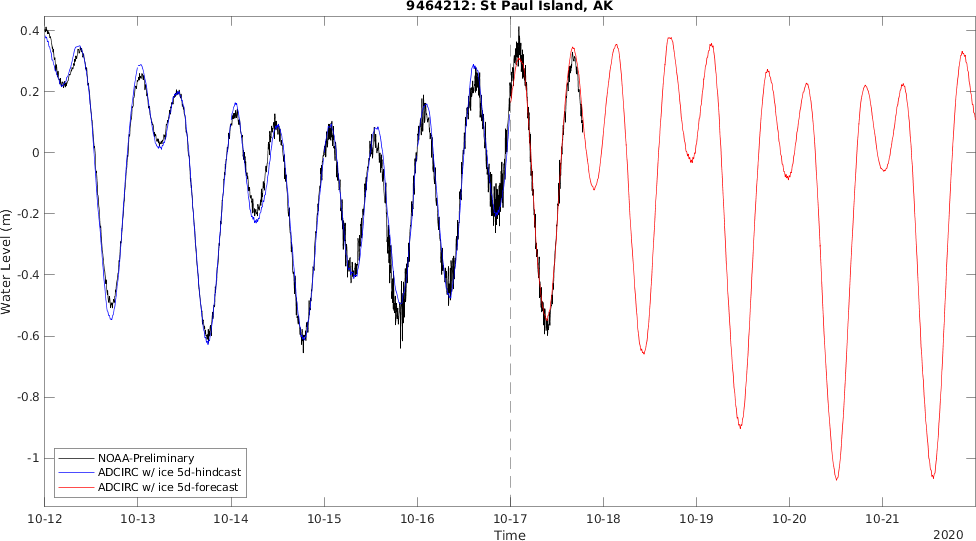 9464212: St Paul Island, AK
Water Level (m)
0.4
0.2
0
-0.2
-0.4
-0.6
-0.8
-1
NOAA-Preliminary
ADCIRC w/ ice 5d-hindcast
ADCIRC w/ ice 5d-forecast
10-12 10-13 10-14 10-15 10-16 10-17 10-18 10-19 10-20 10-21
Time
2020